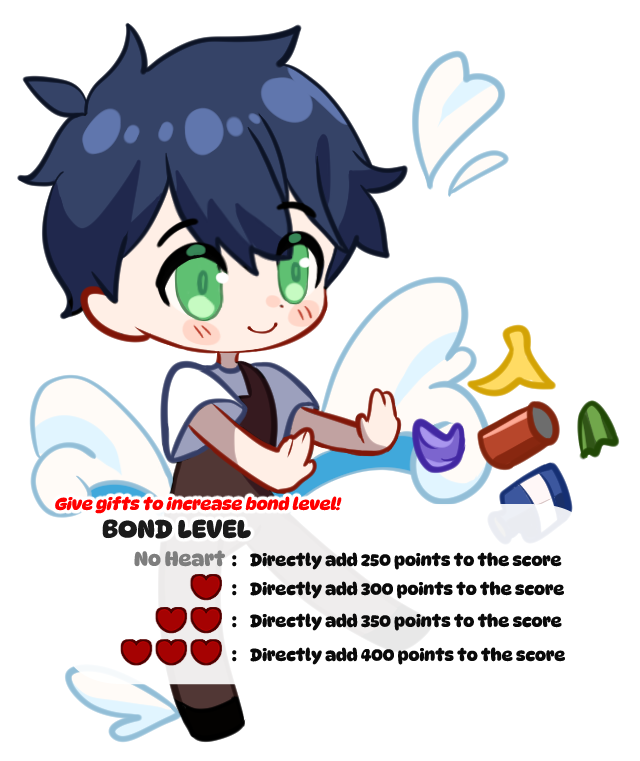 Give gifts to increase bond level!
BOND LEVEL
No Heart : Directly add 250 points to the score
: Directly add 300 points to the score
: Directly add 350 points to the score
: Directly add 400 points to the score